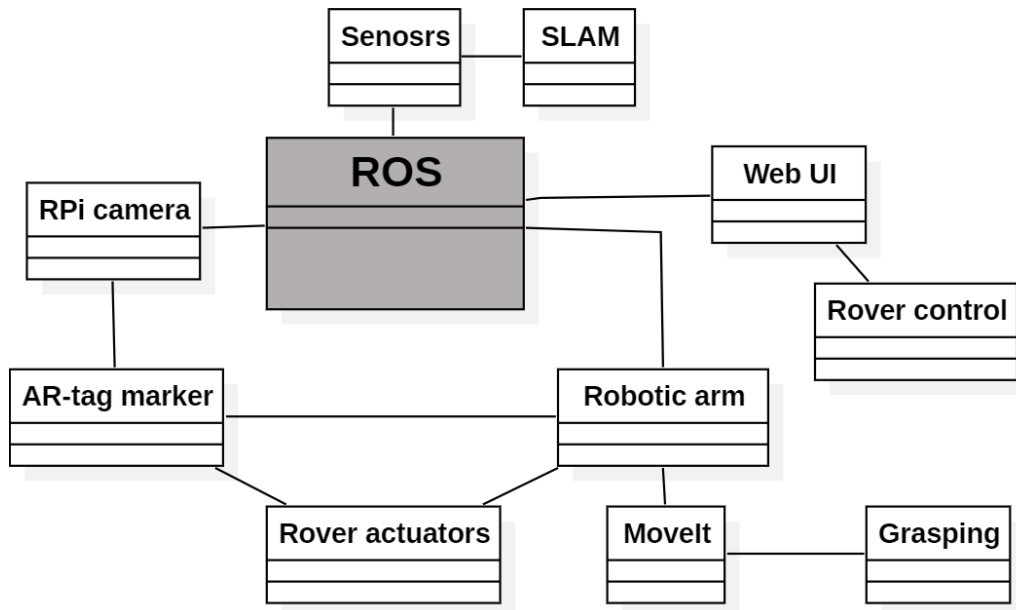 Senosrs
SLAM
ROS
Web UI
RPi camera
Rover control
AR-tag marker
Robotic arm
Rover actuators
MoveIt
Grasping